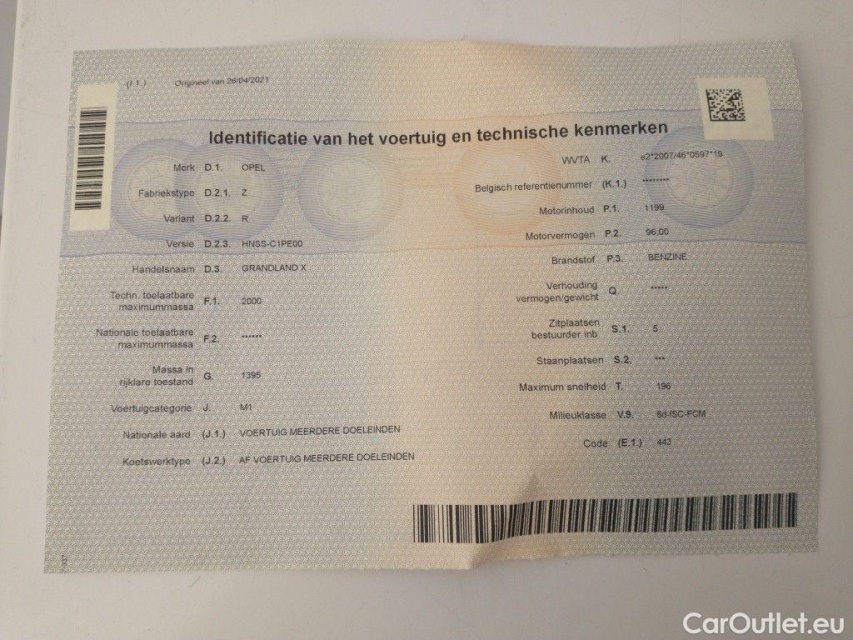 (I 1.) Origineel van 26/04/2021
Identificatie van het voertuig en technische kenmerken
Merk D.1. OPEL
Fabriekstype D.2.1. Z
Variant D.2.2. R
Versie D.2.3. HNSS-C1PE00
Handelsnaam D.3. GRANDLAND X
Techn. toelaatbare
maximummassa F.1. 2000
Nationale toelaatbare
maximummassa F.2. ******
Massa in
rijklare toestand G. 1395
Voertuigcategorie J. M1
Nationale aard (J.1.) VOERTUIG MEERDERE DOELEINDEN
Koetswerktype (J.2.) AF VOERTUIG MEERDERE DOELEINDEN
WVTA K. e2*2007/46*0597*19
Belgisch referentienummer (K.1.) ********
Motorinhoud P.1. 1199
Motorvermogen P.2. 96.00
Brandstof P.3. BENZINE
Verhouding
vermogen/gewicht Q. *****
Zitplaatsen
bestuurder inb. S.1. 5
Staanplaatsen S.2. ***
Maximum snelheid T. 196
Milieuklasse V.9. 6d-ISC-FCM
Code (E.1.) 443
CarOutlet.eu